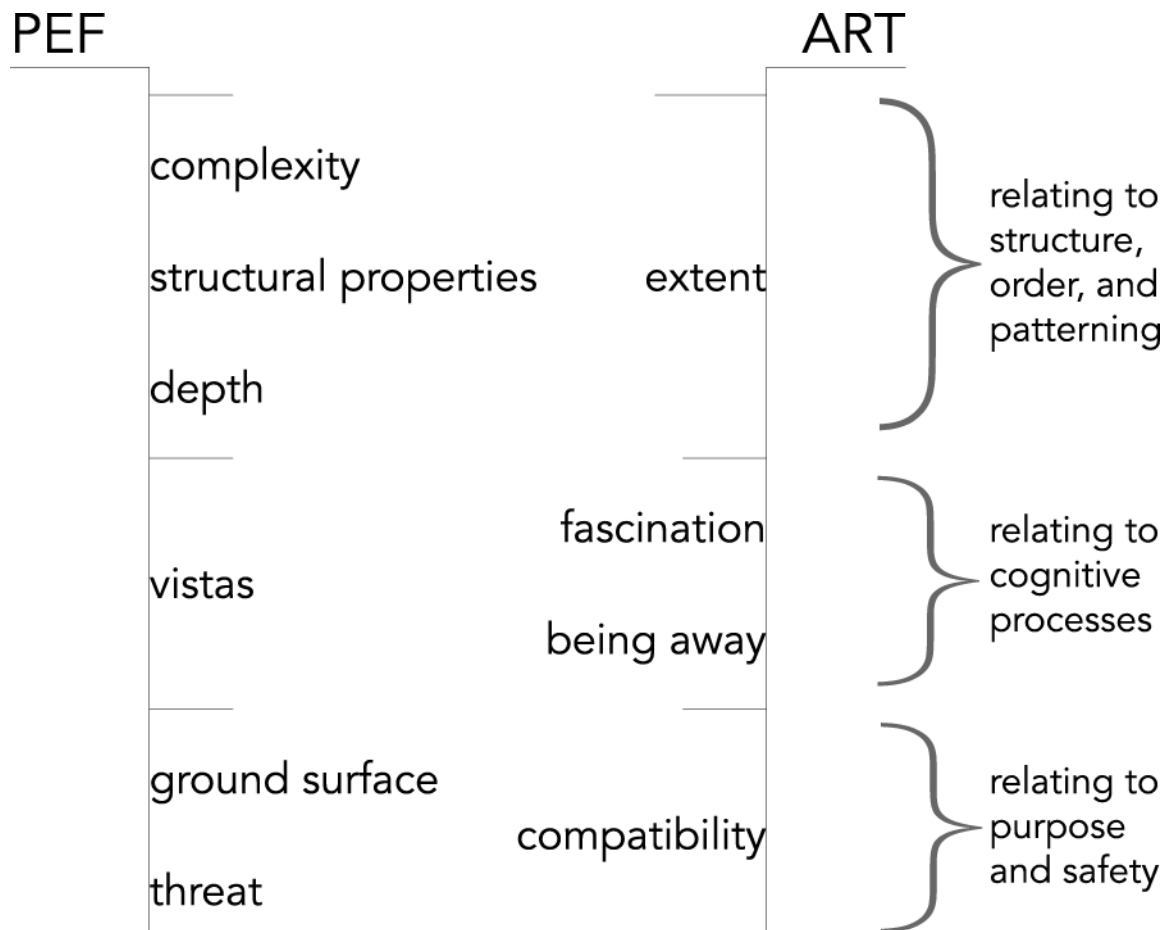 PEF
ART
complexity
structural properties
extent
depth
relating to
structure,
order, and
patterning
fascination
vistas
being away
relating to
cognitive
processes
ground surface
compatibility
threat
relating to
purpose
and safety